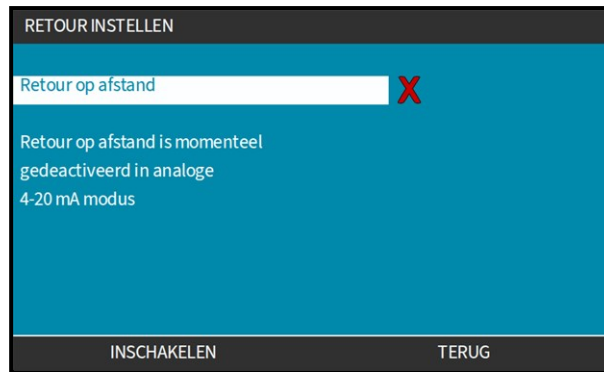 RETOUR INSTELLEN
Retour op afstand
Retour op afstand is momenteel
gedeactiveerd in analoge
4-20 mA modus
INSCHAKELEN
TERUG